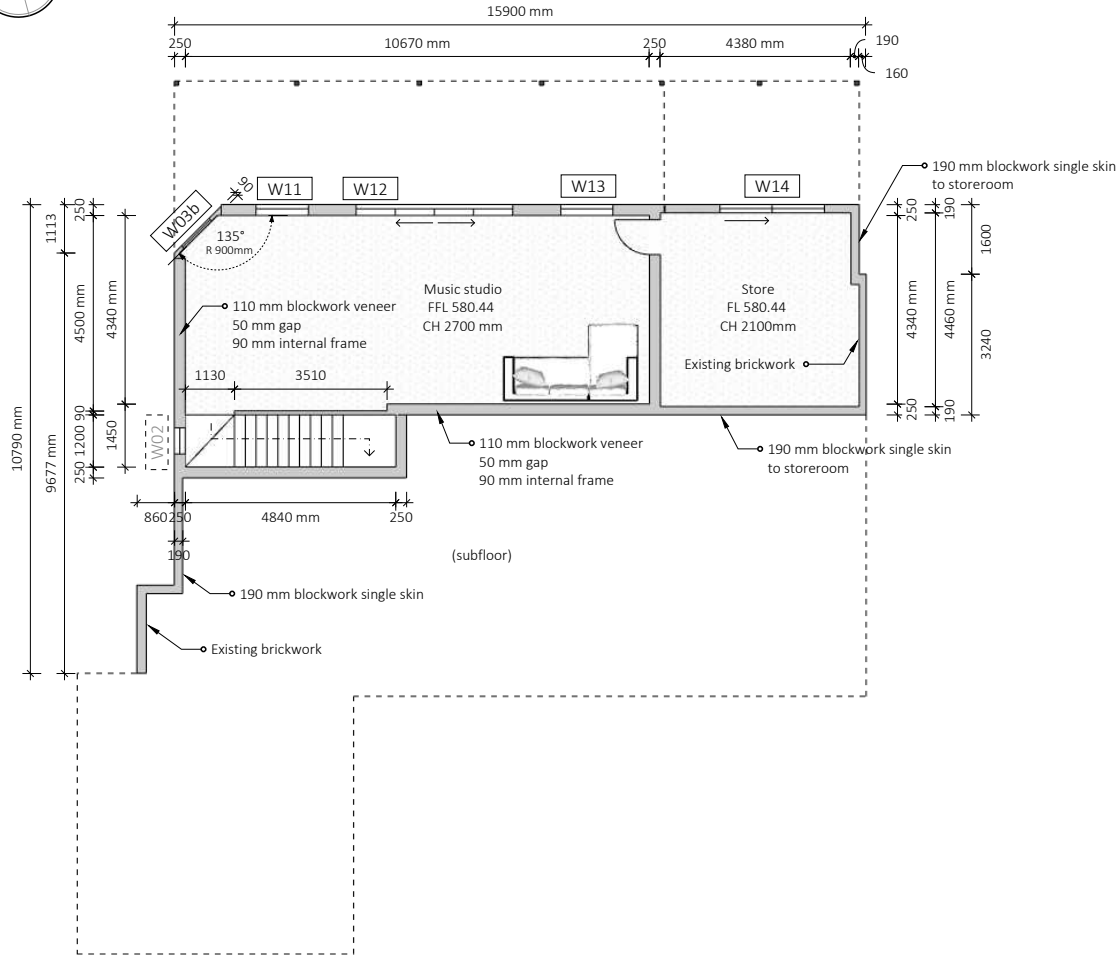 15900 mm
250
10670 mm
250
4380 mm
190
160
190 mm blockwork single skin
to storeroom
90
W11
W12
W13
W14
W03b
135°
R 900mm
250
1113
4500 mm
4340 mm
250
190
1600
4340 mm
4460 mm
3240
Music studio
FFL 580.44
CH 2700 mm
Store
FL 580.44
CH 2100mm
110 mm blockwork veneer
50 mm gap
90 mm internal frame
Existing brickwork
1130
3510
10790 mm
9677 mm
90
1200
250
1450
W02
250
190
110 mm blockwork veneer
50 mm gap
90 mm internal frame
190 mm blockwork single skin
to storeroom
860
250
4840 mm
250
190
(subfloor)
190 mm blockwork single skin
Existing brickwork